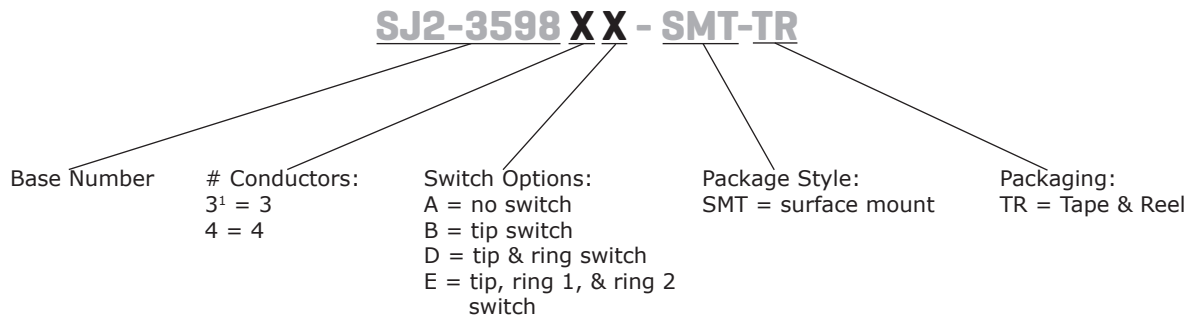 SJ2-3598 X X - SMT-TR
Base Number
# Conductors:
3¹ = 3
4 = 4
Switch Options:
A = no switch
B = tip switch
D = tip & ring switch
E = tip, ring 1, & ring 2
switch
Package Style:
SMT = surface mount
Packaging:
TR = Tape & Reel